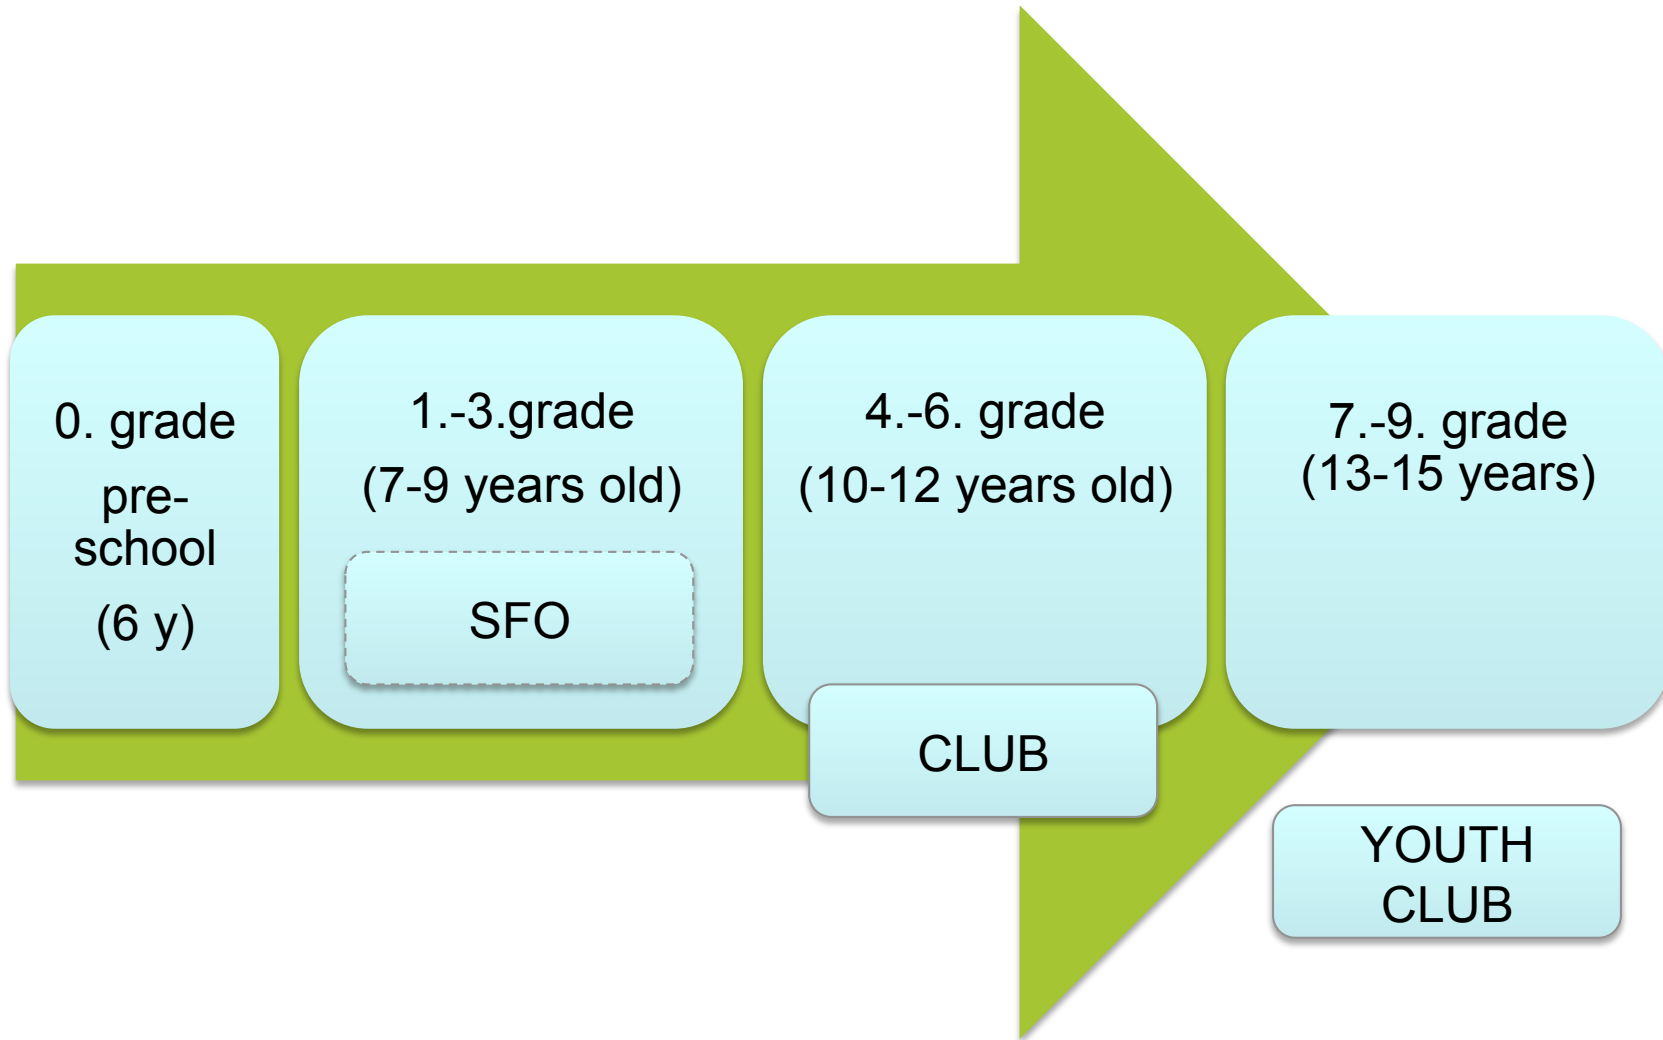 0. grade
pre-
school
(6 y)
1.-3.grade
(7-9 years old)
SFO
4.-6. grade
(10-12 years old)
CLUB
7.-9. grade
(13-15 years)
YOUTH
CLUB